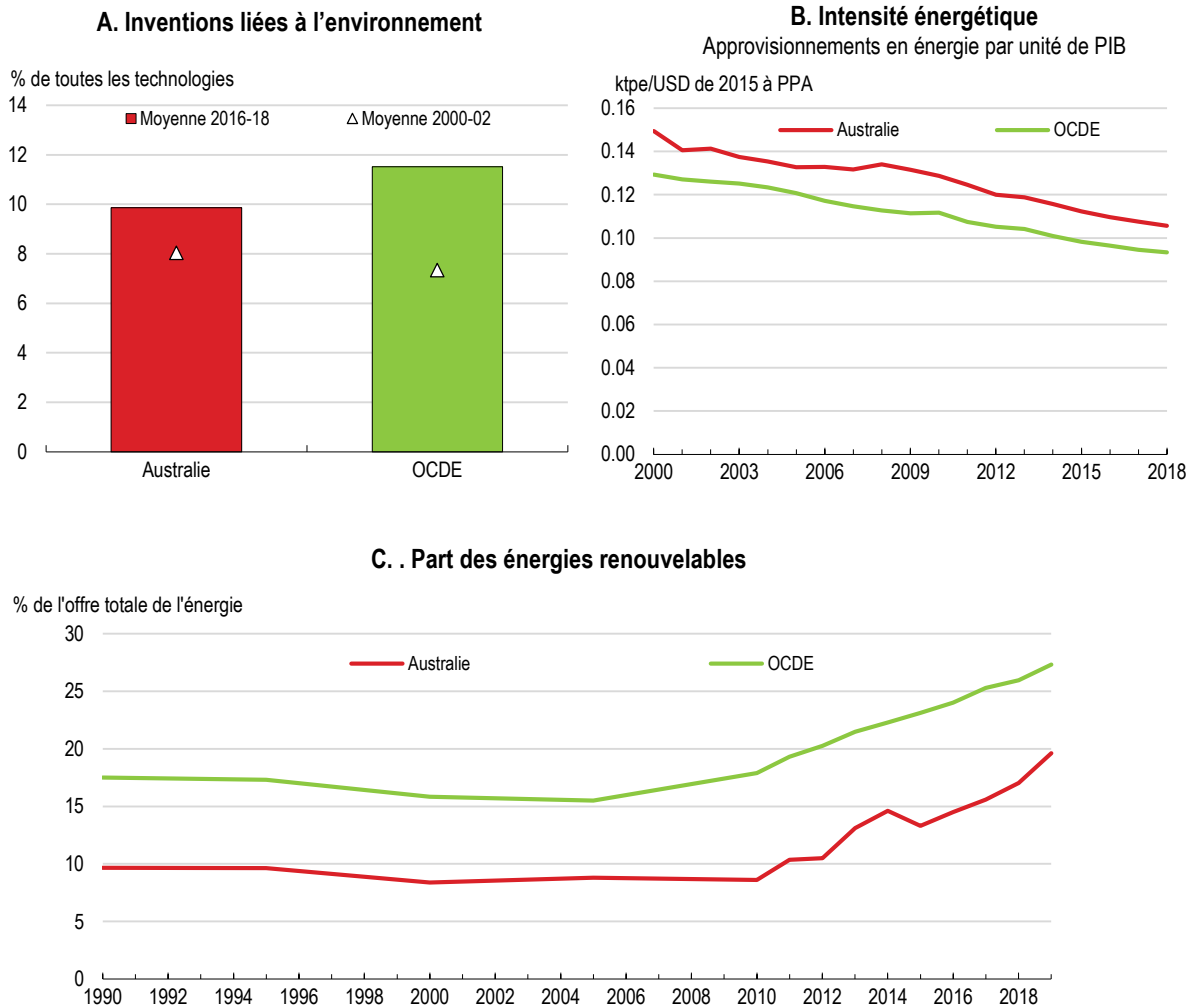 A. Inventions liées à l'environnement
% de toutes les technologies
14
12
10
8
6
4
2
0
Moyenne 2016-18
Moyenne 2000-02
Australie
OCDE
B. Intensité énergétique
Approvisionnements en énergie par unité de PIB
ktpe/USD de 2015 à PPA
0.16
0.14
0.12
0.10
0.08
0.06
0.04
0.02
0.00
Australie
OCDE
2000 2003 2006 2009 2012 2015 2018
C. . Part des énergies renouvelables
% de l'offre totale de l'énergie
30
25
20
15
10
5
0
Australie
OCDE
1990 1992 1994 1996 1998 2000 2002 2004 2006 2008 2010 2012 2014 2016 2018